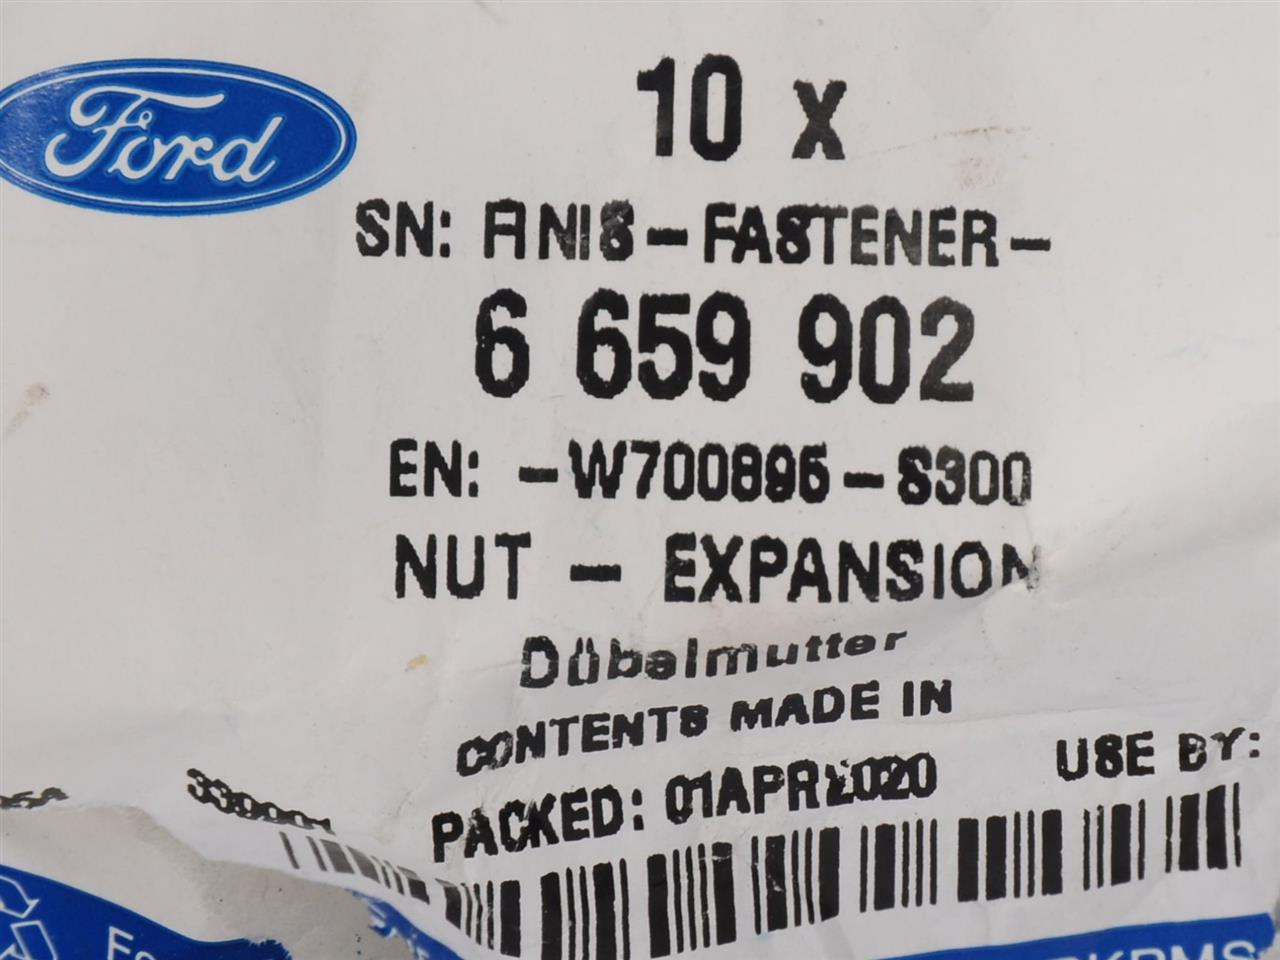 Ford
10 x
SN: FINIS-FASTENER-
6 659 902
EN: -W700896-S300
NUT - EXPANSION
Dübelmutter
CONTENTS MADE IN
PACKED: 01APR2020 USE BY: